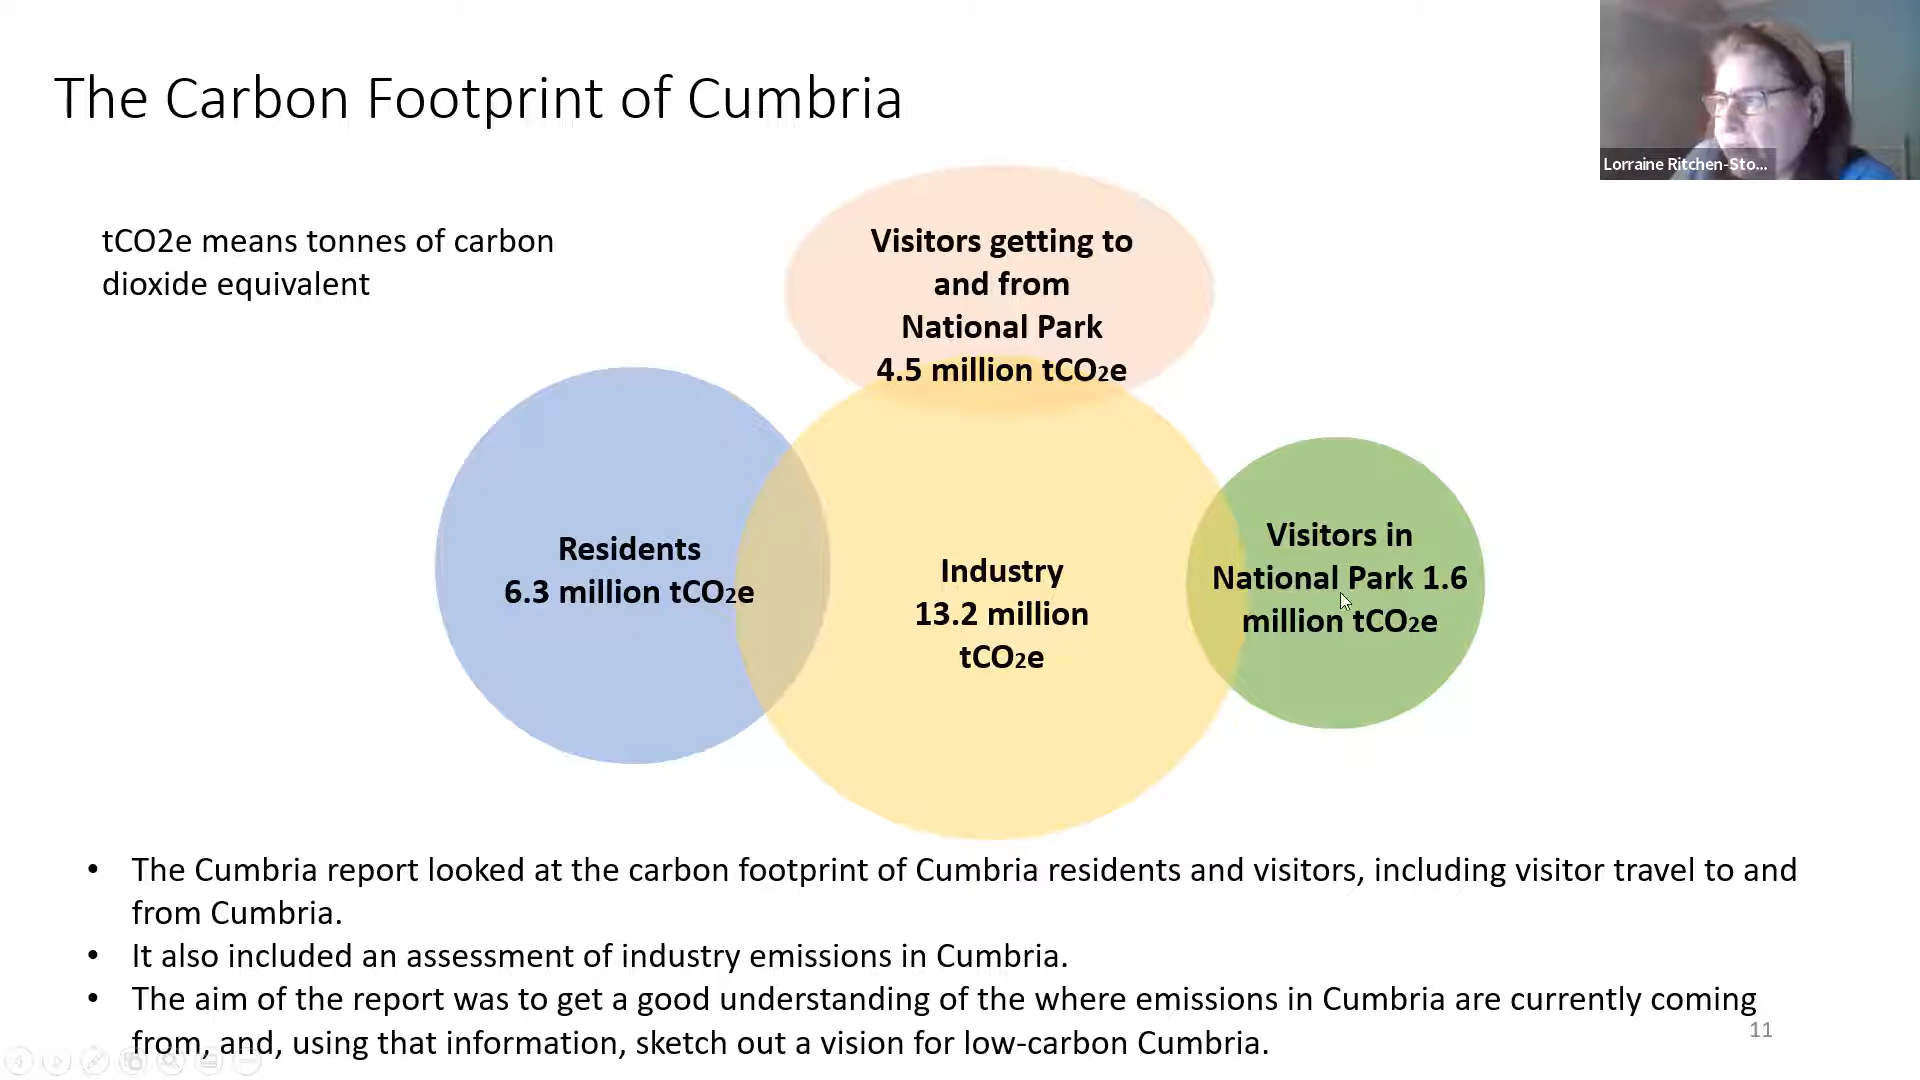 The Carbon Footprint of Cumbria
Lorraine Ritchen-Sto...
tCO2e means tonnes of carbon
dioxide equivalent
Visitors getting to
and from
National Park
4.5 million tCO2e
Residents
6.3 million tCO2e
Industry
13.2 million
tCO2e
Visitors in
National Park 1.6
million tCO2e
• The Cumbria report looked at the carbon footprint of Cumbria residents and visitors, including visitor travel to and
from Cumbria.
• It also included an assessment of industry emissions in Cumbria.
• The aim of the report was to get a good understanding of the where emissions in Cumbria are currently coming
from, and, using that information, sketch out a vision for low-carbon Cumbria.
11